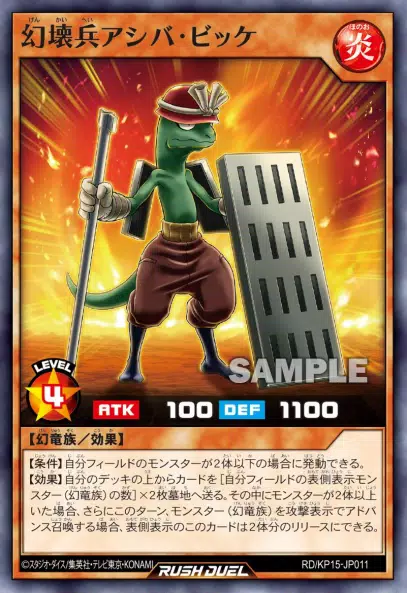 幻壊兵アシバ・ビッケ
炎
ほのお
SAMPLE
LEVEL
4
ATK 100 DEF 1100
【幻竜族／効果】
【条件】自分フィールドのモンスターが2体以下の場合に発動できる。
【効果】自分のデッキの上からカードを［自分フィールドの表側表示モン
スター（幻竜族）の数］×2枚墓地へ送る。その中にモンスターが2体以上
いた場合、さらにこのターン、モンスター（幻竜族）を攻撃表示でアドバ
ンス召喚する場合、表側表示のこのカードは2体分のリリースにできる。
©スタジオ・ダイス/集英社・テレビ東京・KONAMI
RUSH DUEL
RD/KP15-JP011